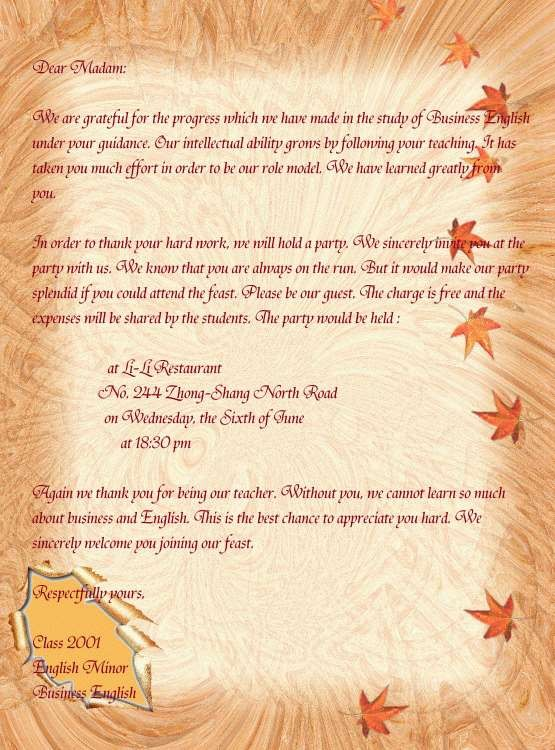 Dear Madam:
We are grateful for the progress which we have made in the study of Business English
under your guidance. Our intellectual ability grows by following your teaching. It has
taken you much effort in order to be our role model. We have learned greatly from
you.
In order to thank your hard work, we will hold a party. We sincerely invite you at the
party with us. We know that you are always on the run. But it would make our party
splendid if you could attend the feast. Please be our guest. The charge is free and the
expenses will be shared by the students. The party would be held :
at Li-Li Restaurant
No. 244 Zhong-Shang North Road
on Wednesday, the Sixth of June
at 18:30 pm
Again we thank you for being our teacher. Without you, we cannot learn so much
about business and English. This is the best chance to appreciate you hard. We
sincerely welcome you joining our feast.
Respectfully yours,
Class 2001
English Minor
Business English